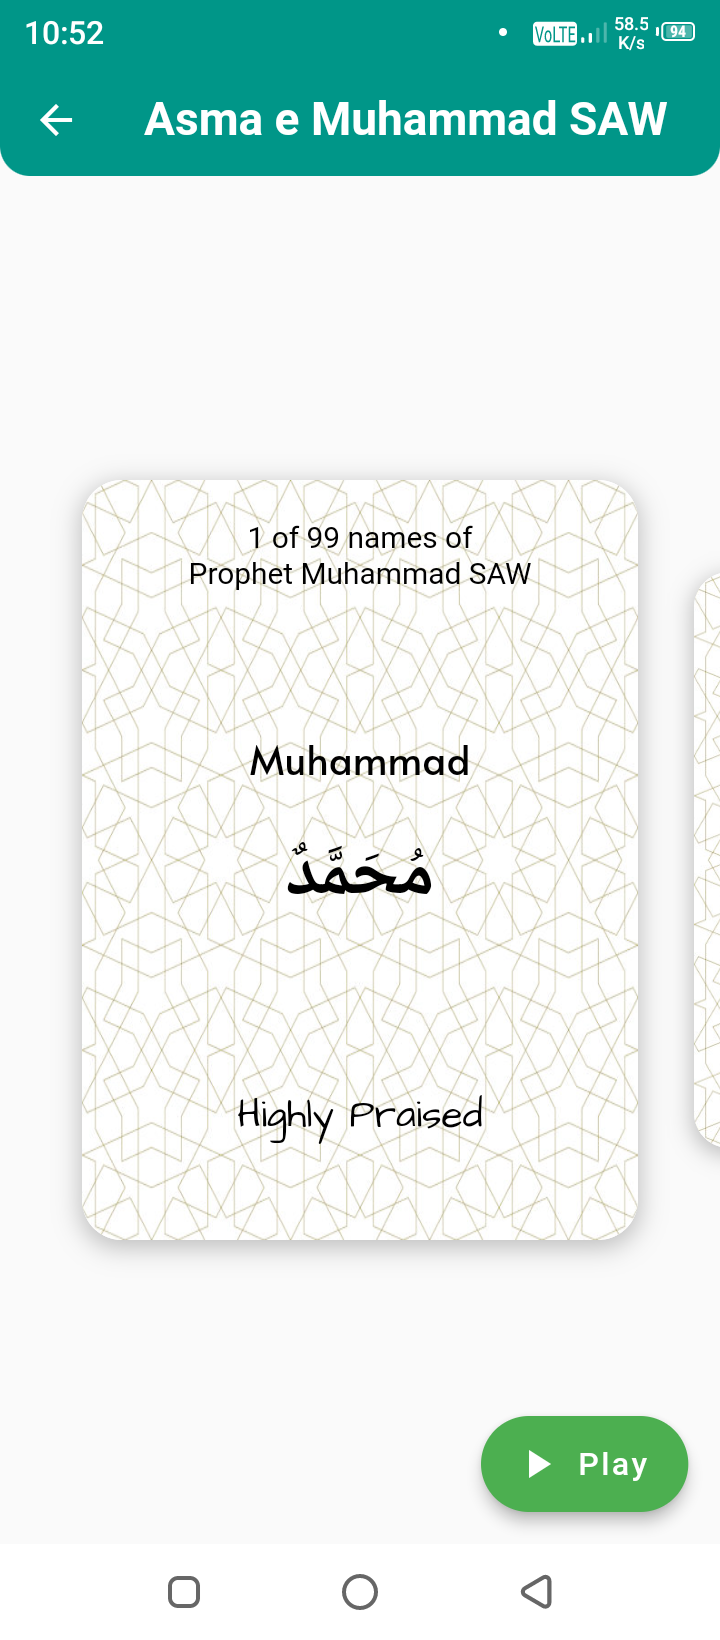 10:52
VoLTE
58.5
K/s
94
Asma e Muhammad SAW
1 of 99 names of
Prophet Muhammad SAW
Muhammad
مُحَمَّدٌ
Highly Praised
Play